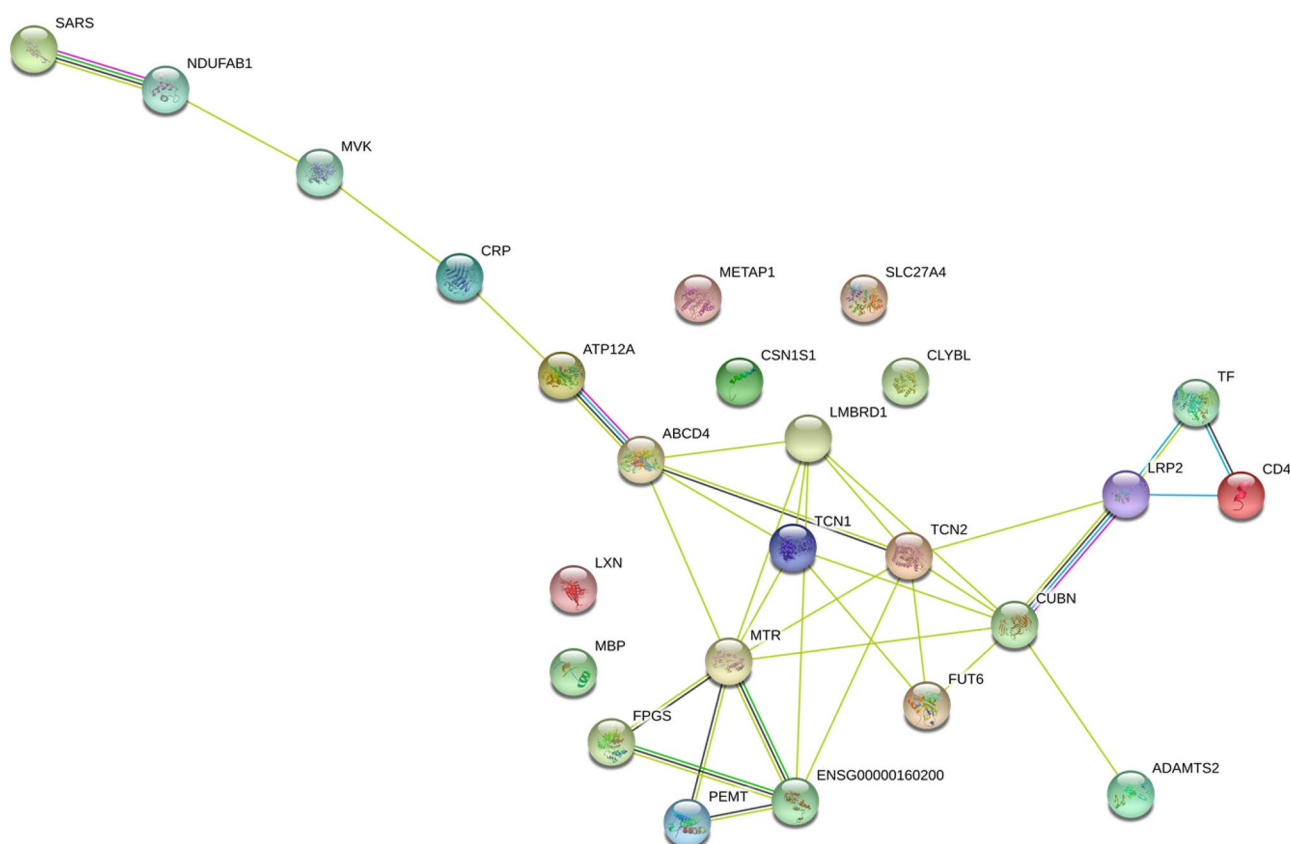 SARS
NDUFAB1
MVK
CRP
METAP1
SLC27A4
ATP12A
CSN1S1
CLYBL
TF
LMBRD1
ABCD4
LRP2
CD4
TCN1
TCN2
LXN
CUBN
MTR
MBP
FUT6
FPGS
ADAMTS2
ENSG00000160200
PEMT